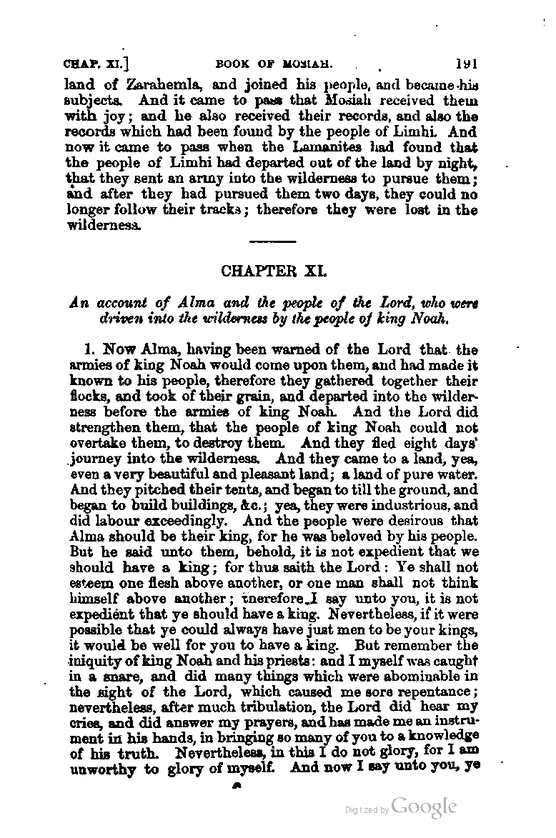 CHAP. XI.] BOOK OF MOSIAH. 191
land of Zarahemla, and joined his people, and became his
subjects. And it came to pass that Mosiah received them
with joy; and he also received their records, and also the
records which had been found by the people of Limhi. And
now it came to pass when the Lamanites had found that
the people of Limhi had departed out of the land by night,
that they sent an army into the wilderness to pursue them;
and after they had pursued them two days, they could no
longer follow their tracks; therefore they were lost in the
wilderness.
CHAPTER XI.
An account of Alma and the people of the Lord, who were
driven into the wilderness by the people of king Noah.
1. Now Alma, having been warned of the Lord that the
armies of king Noah would come upon them, and had made it
known to his people, therefore they gathered together their
flocks, and took of their grain, and departed into the wilder-
ness before the armies of king Noah. And the Lord did
strengthen them, that the people of king Noah could not
overtake them, to destroy them. And they fled eight days'
journey into the wilderness. And they came to a land, yea,
even a very beautiful and pleasant land; a land of pure water.
And they pitched their tents, and began to till the ground, and
began to build buildings, &c.; yea, they were industrious, and
did labour exceedingly. And the people were desirous that
Alma should be their king, for he was beloved by his people.
But he said unto them, behold, it is not expedient that we
should have a king; for thus saith the Lord: Ye shall not
esteem one flesh above another, or one man shall not think
himself above another; therefore I say unto you, it is not
expedient that ye should have a king. Nevertheless, if it were
possible that ye could always have just men to be your kings,
it would be well for you to have a king. But remember the
iniquity of king Noah and his priests: and I myself was caught
in a snare, and did many things which were abominable in
the sight of the Lord, which caused me sore repentance;
nevertheless, after much tribulation, the Lord did hear my
cries, and did answer my prayers, and has made me an instru-
ment in his hands, in bringing so many of you to a knowledge
of his truth. Nevertheless, in this I do not glory, for I am
unworthy to glory of myself. And now I say unto you, ye
Digitized by Google